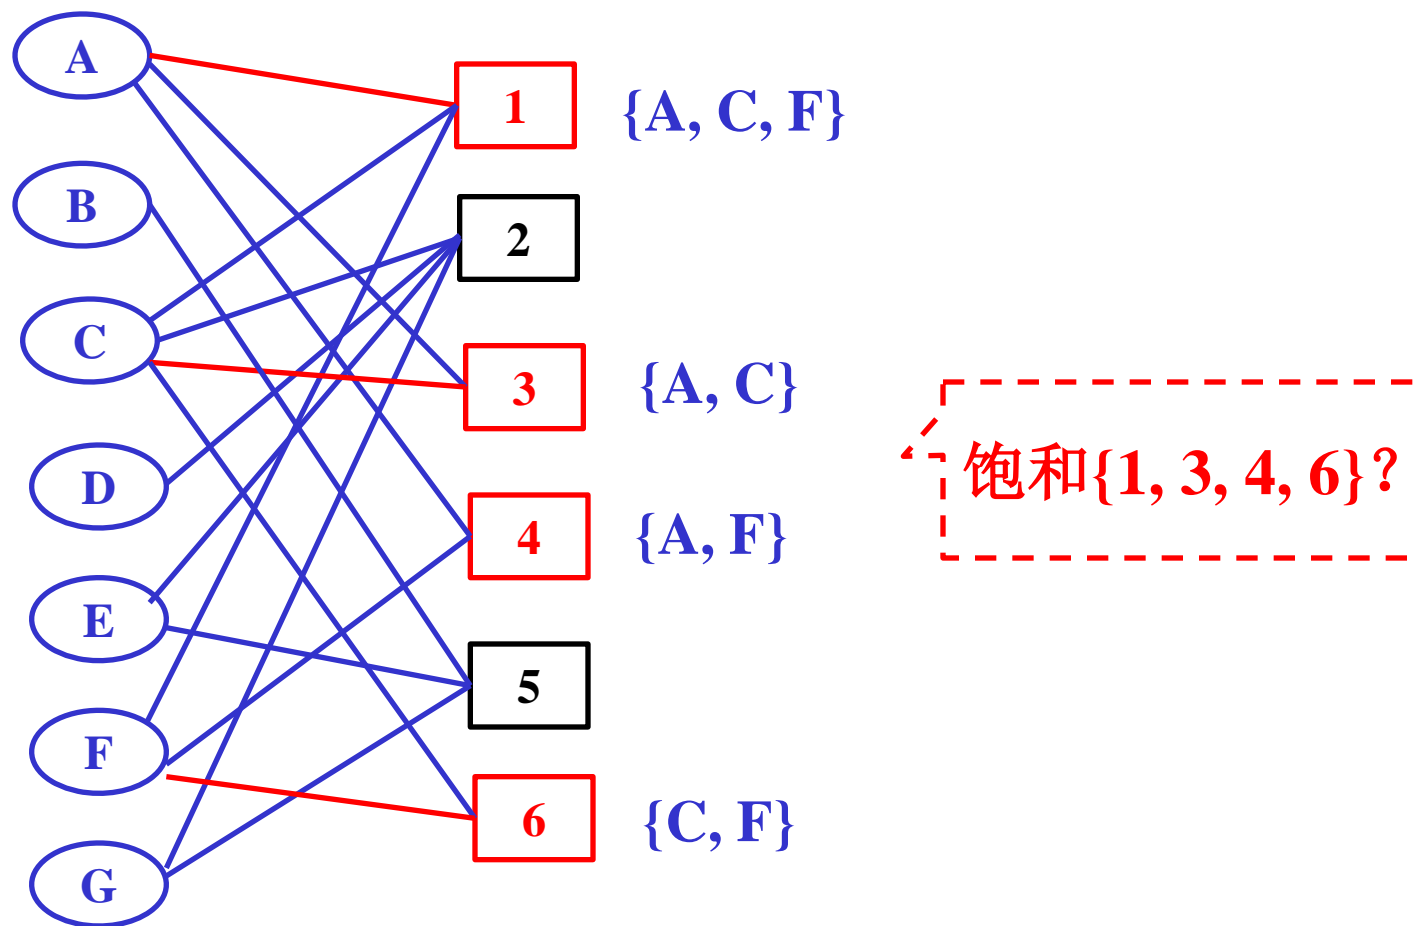 A
1 {A, C, F}
B
2
C
3 {A, C}
饱和{1, 3, 4, 6}?
D
4 {A, F}
E
5
F
6 {C, F}
G